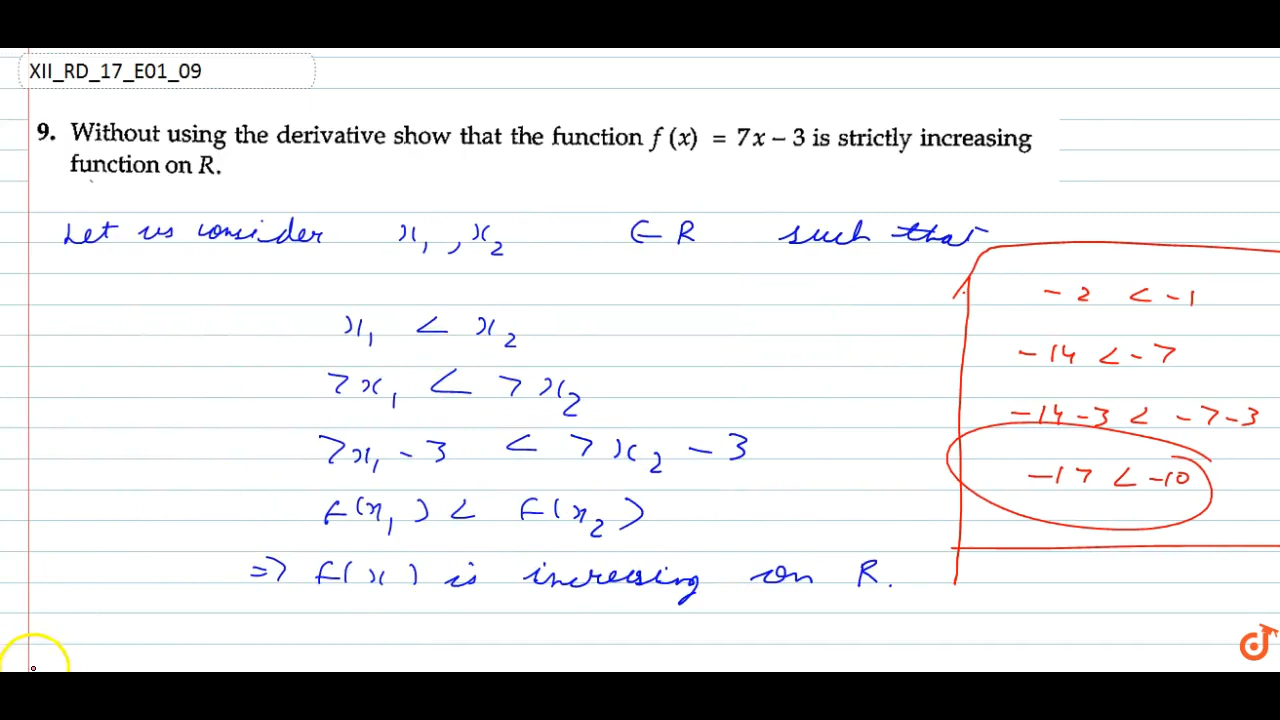 XII_RD_17_E01_09
9. Without using the derivative show that the function f (x) = 7x – 3 is strictly increasing
function on R.
Let us consider x₁ , x₂ ∈ R such that
x₁ < x₂
7x₁ < 7x₂
7x₁ - 3 < 7x₂ - 3
f(x₁) < f(x₂)
=> f(x) is increasing on R.
- 2 < -1
- 14 < - 7
- 14 - 3 < - 7 - 3
- 17 < -10